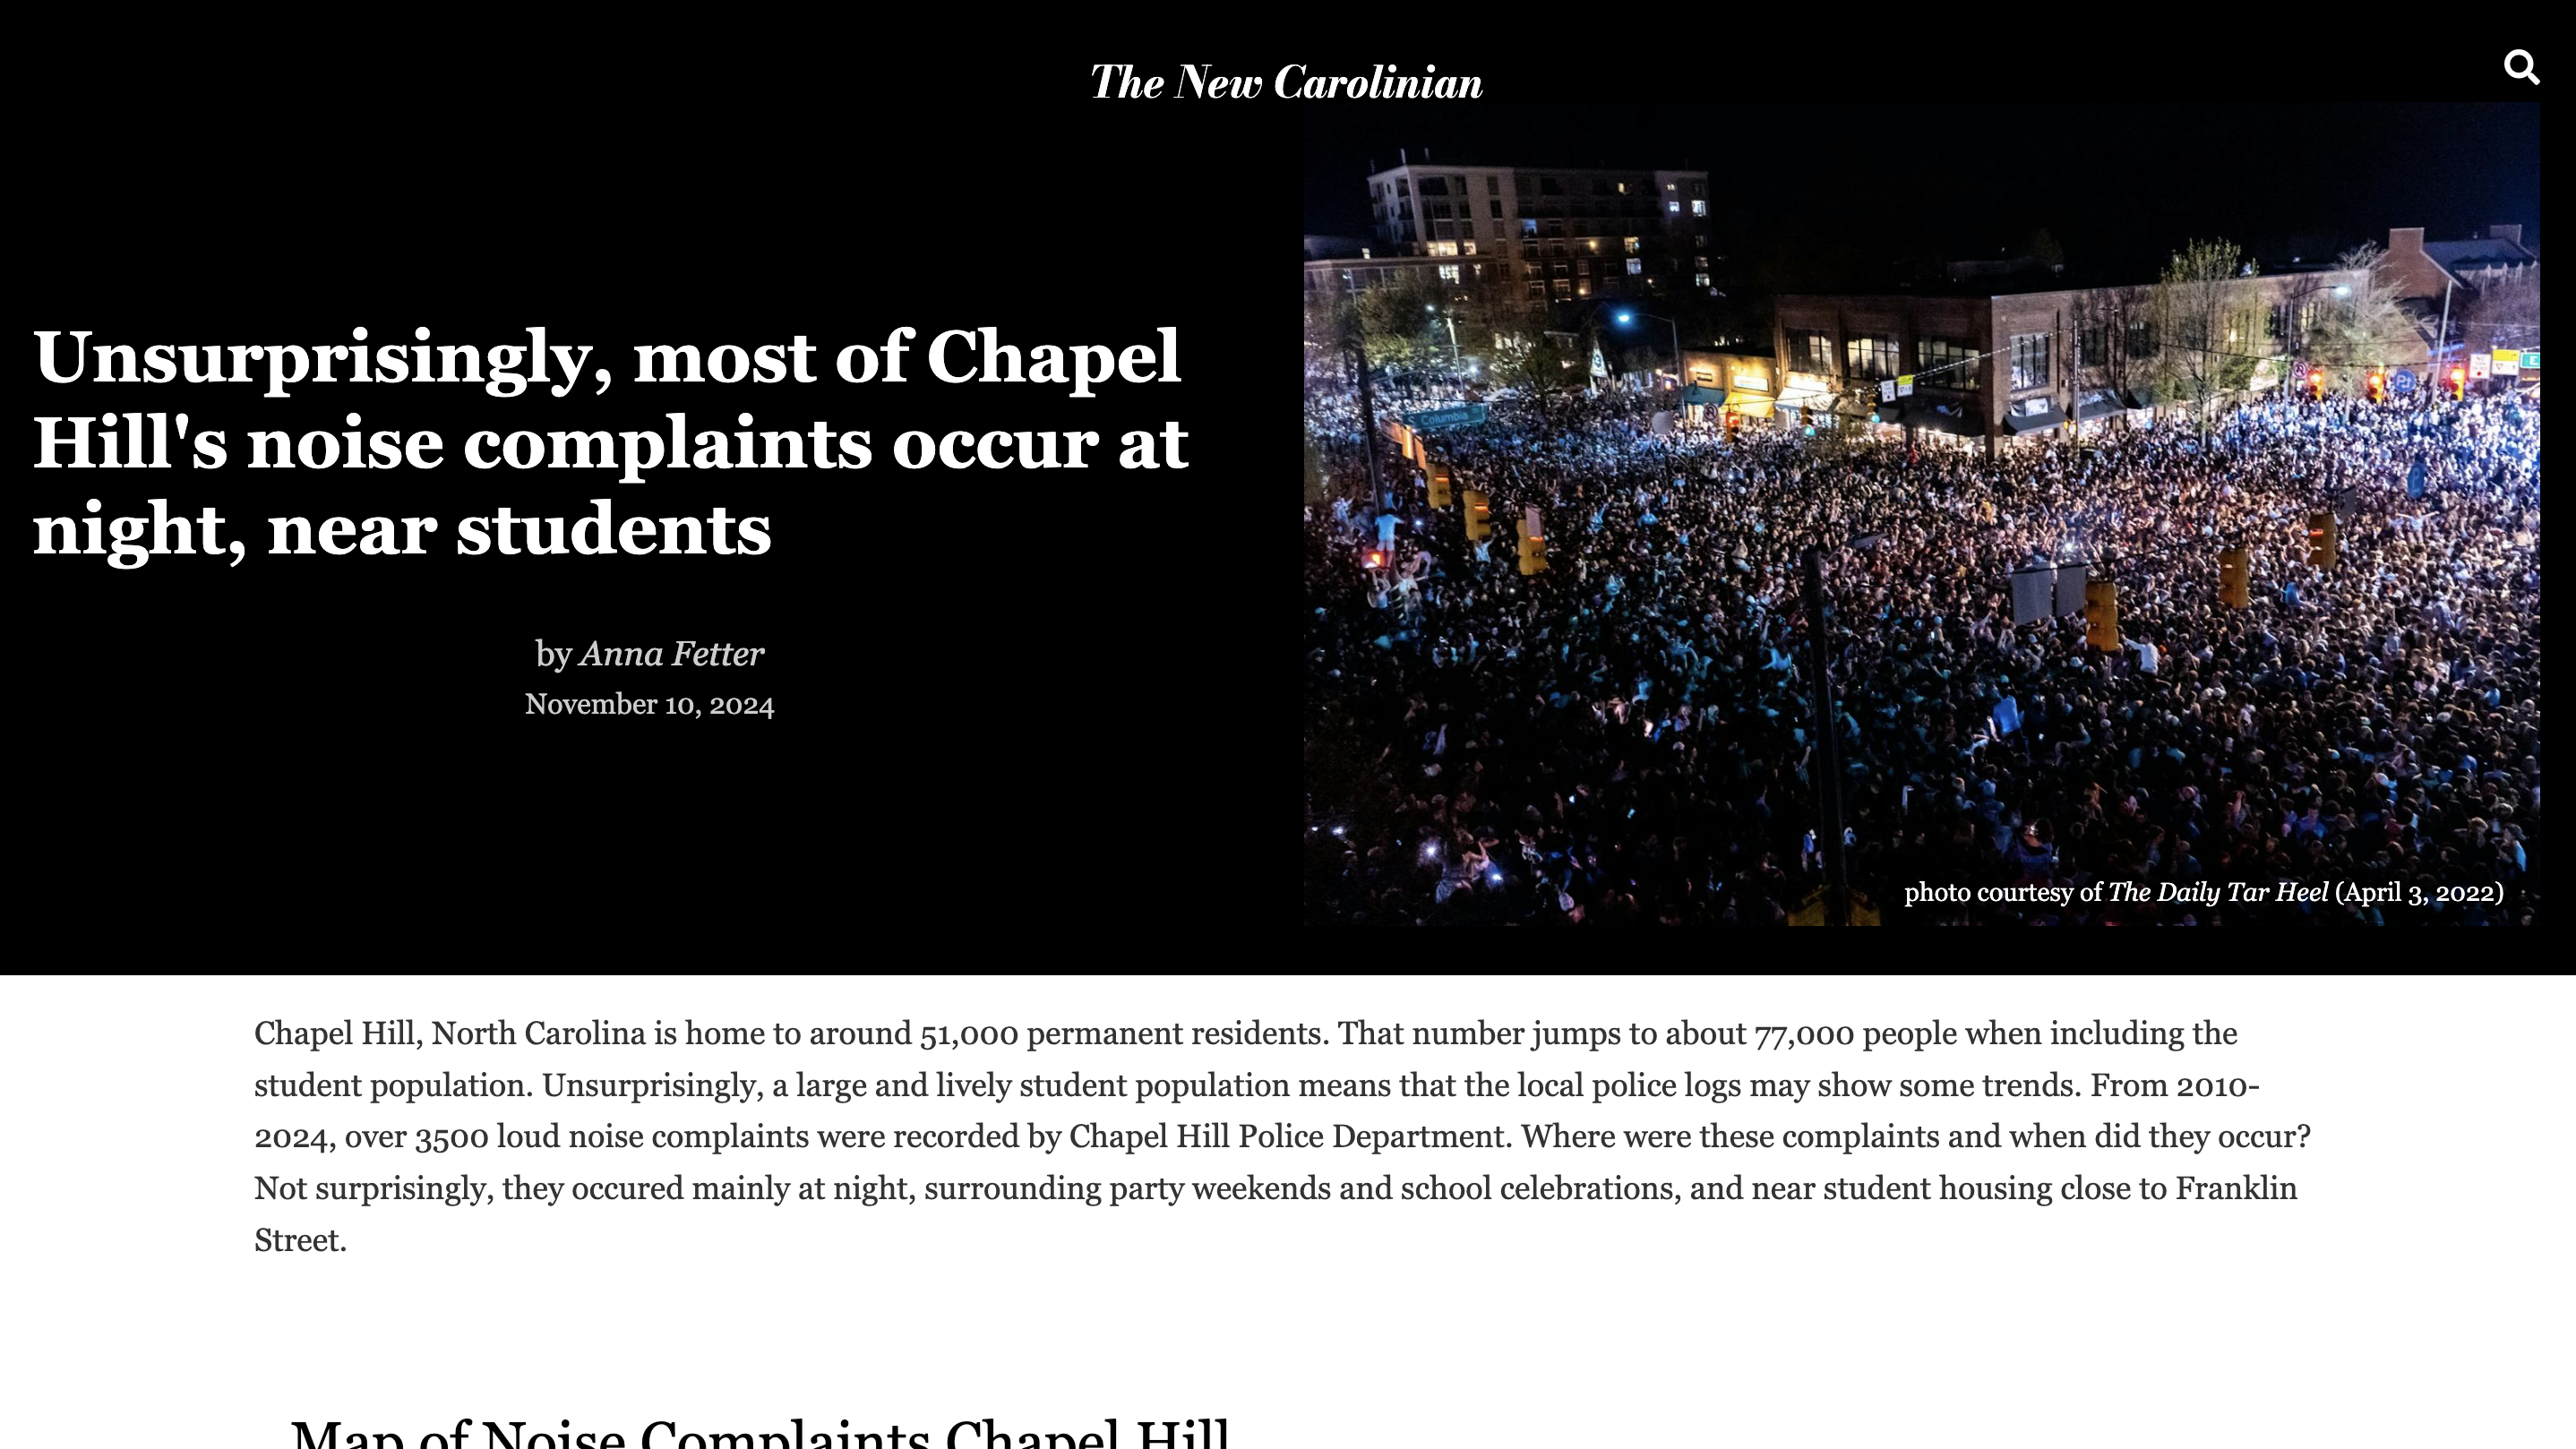 The New Carolinian
Unsurprisingly, most of Chapel
Hill's noise complaints occur at
night, near students
by Anna Fetter
November 10, 2024
Columbia
photo courtesy of The Daily Tar Heel (April 3, 2022)
Chapel Hill, North Carolina is home to around 51,000 permanent residents. That number jumps to about 77,000 people when including the
student population. Unsurprisingly, a large and lively student population means that the local police logs may show some trends. From 2010-
2024, over 3500 loud noise complaints were recorded by Chapel Hill Police Department. Where were these complaints and when did they occur?
Not surprisingly, they occured mainly at night, surrounding party weekends and school celebrations, and near student housing close to Franklin
Street.
Map of Noise Complaints Chapel Hill